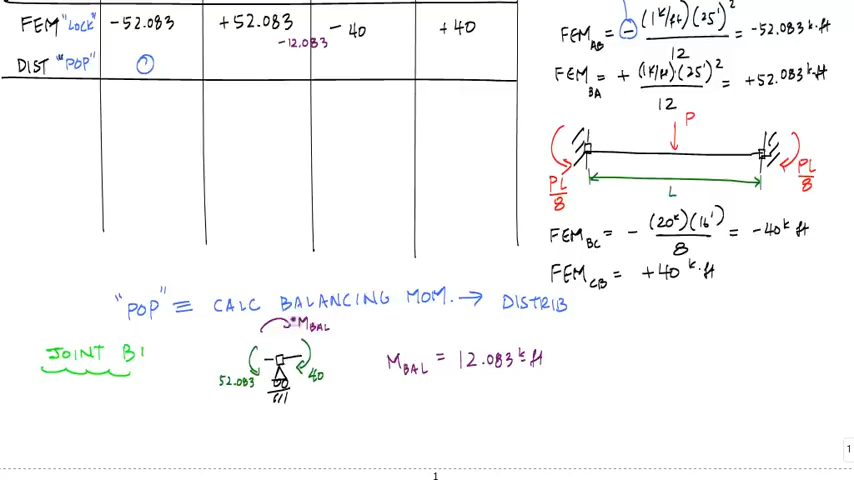 FEM "LOCK" -52.083 +52.083 -40 +40
-12.083
DIST "POP" 0
FEM_AB = - (1k/ft)(25')² / 12 = -52.083 k·ft
FEM_BA = + (1k/ft)·(25')² / 12 = +52.083 k·ft
P
PL/8 PL/8
L
FEM_BC = - (20k)(16') / 8 = -40 k ft
FEM_CB = +40 k·ft
"POP" ≡ CALC BALANCING MOM. → DISTRIB
M_BAL
JOINT B!
52.083 40
M_BAL = 12.083 k-ft
1
1